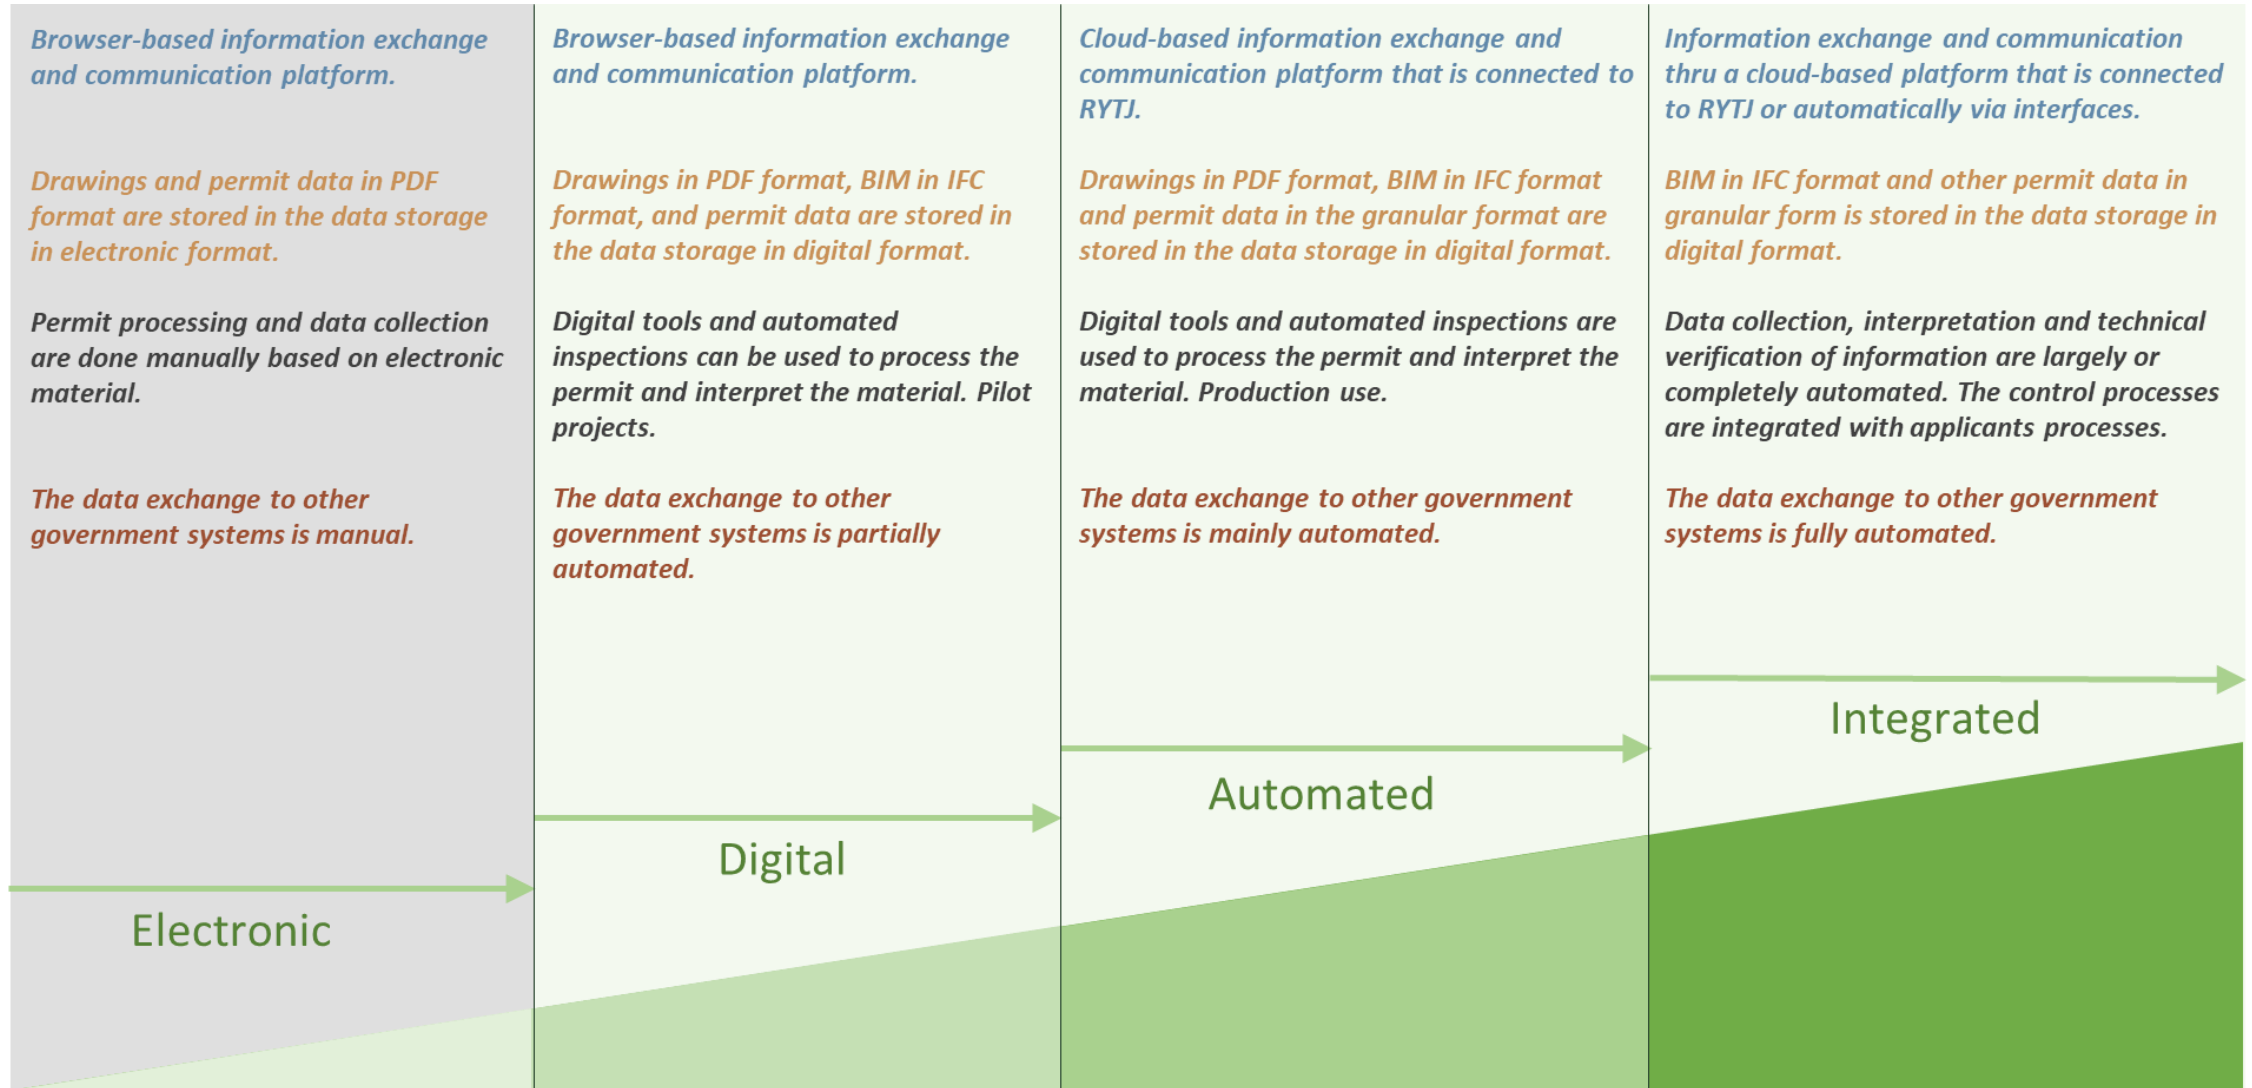 Browser-based information exchange
and communication platform.
Drawings and permit data in PDF
format are stored in the data storage
in electronic format.
Permit processing and data collection
are done manually based on electronic
material.
The data exchange to other
government systems is manual.
Electronic
Browser-based information exchange
and communication platform.
Drawings in PDF format, BIM in IFC
format, and permit data are stored in
the data storage in digital format.
Digital tools and automated
inspections can be used to process the
permit and interpret the material. Pilot
projects.
The data exchange to other
government systems is partially
automated.
Digital
Cloud-based information exchange and
communication platform that is connected to
RYTJ.
Drawings in PDF format, BIM in IFC format
and permit data in the granular format are
stored in the data storage in digital format.
Digital tools and automated inspections are
used to process the permit and interpret the
material. Production use.
The data exchange to other government
systems is mainly automated.
Automated
Information exchange and communication
thru a cloud-based platform that is connected
to RYTJ or automatically via interfaces.
BIM in IFC format and other permit data in
granular form is stored in the data storage in
digital format.
Data collection, interpretation and technical
verification of information are largely or
completely automated. The control processes
are integrated with applicants processes.
The data exchange to other government
systems is fully automated.
Integrated